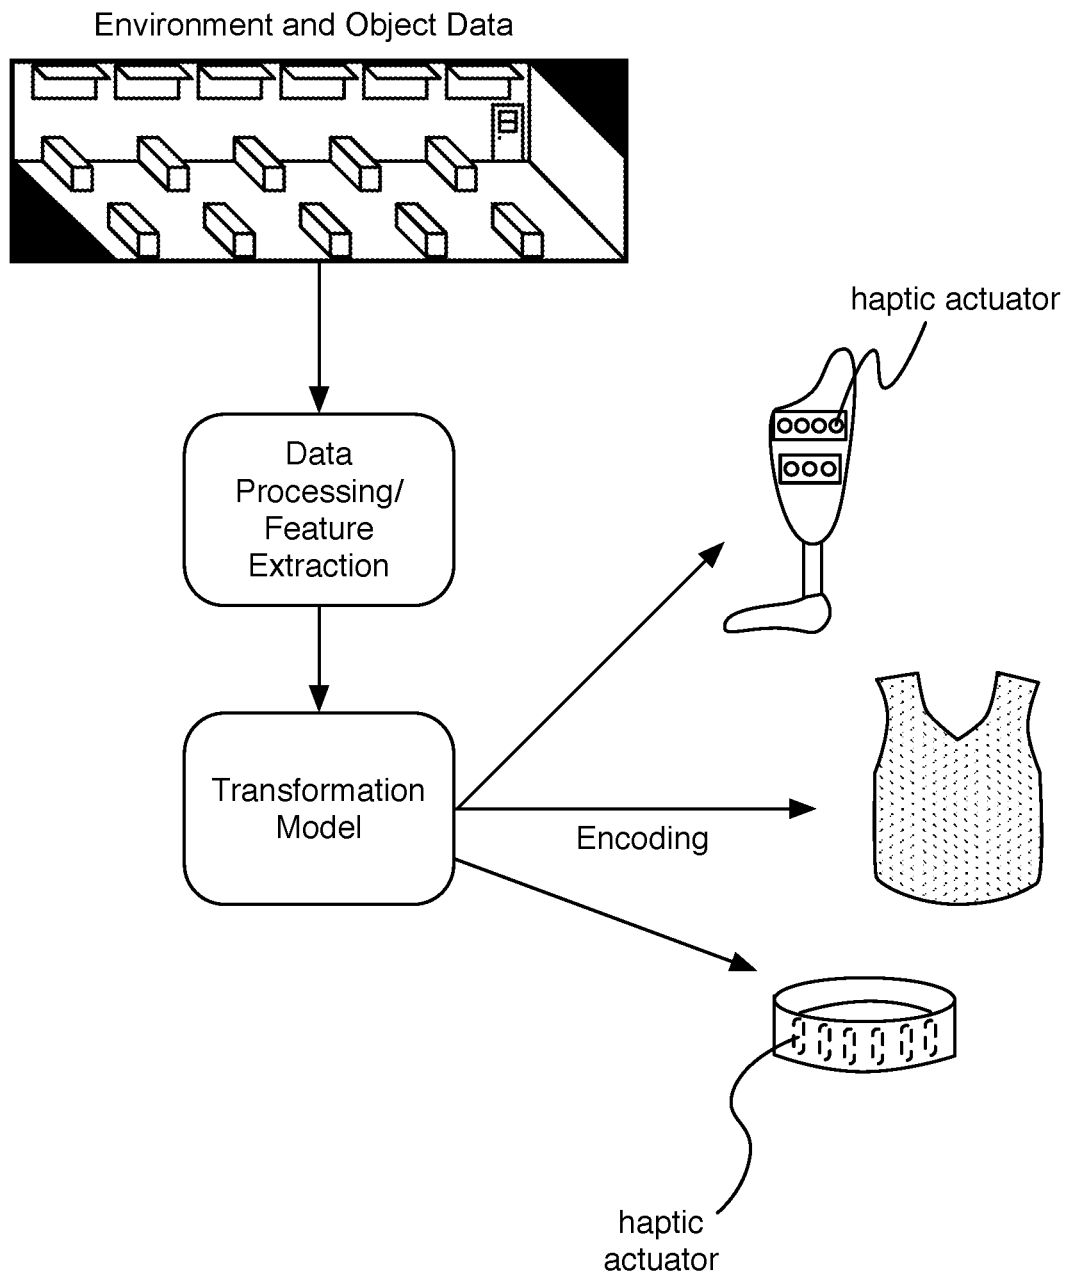 Environment and Object Data
haptic actuator
Data
Processing/
Feature
Extraction
Transformation
Model
Encoding
haptic
actuator